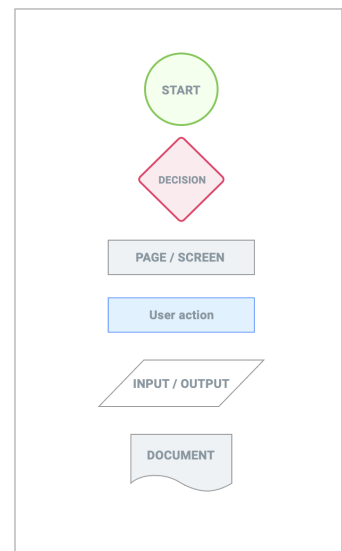 START
DECISION
PAGE / SCREEN
User action
INPUT / OUTPUT
DOCUMENT